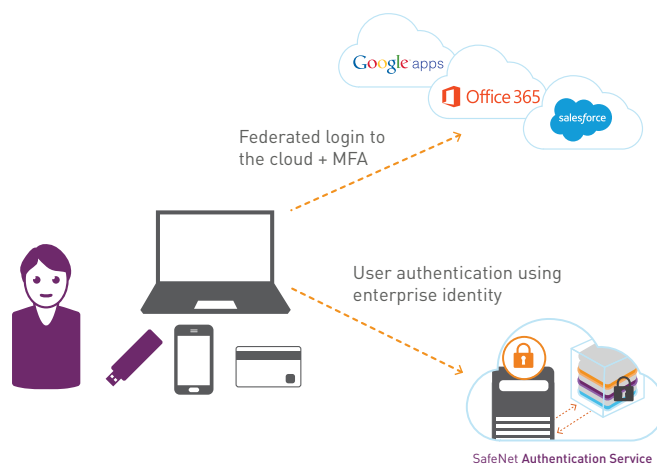 Google apps
Office 365
salesforce
Federated login to
the cloud + MFA
User authentication using
enterprise identity
SafeNet Authentication Service